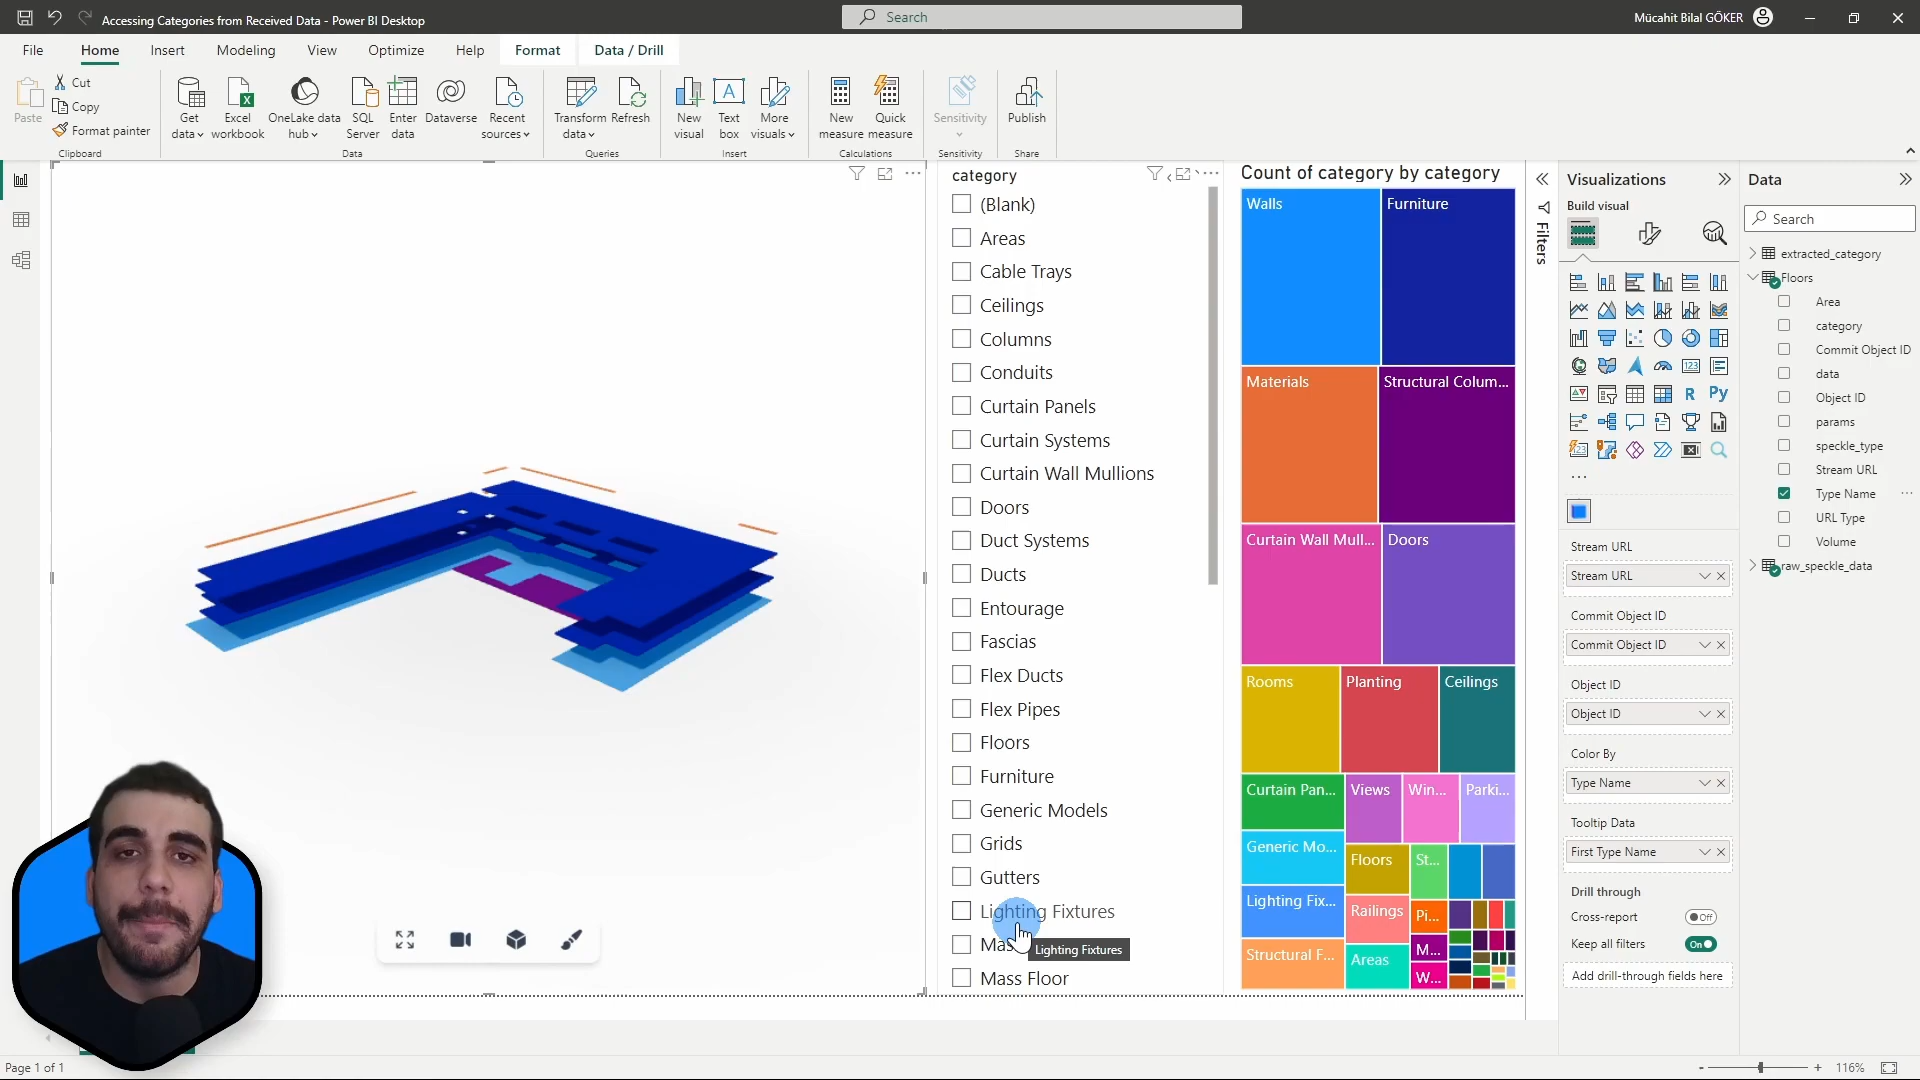 Accessing Categories from Received Data - Power BI Desktop
Search
Mücahit Bilal GÖKER
File
Home
Insert
Modeling
View
Optimize
Help
Format
Data / Drill
Paste
Cut
Copy
Format painter
Clipboard
Get
data
Excel
workbook
OneLake data
hub
SQL
Server
Enter
data
Dataverse
Recent
sources
Data
Transform
data
Refresh
Queries
New
visual
Text
box
More
visuals
Insert
New
measure
Quick
measure
Calculations
Sensitivity
Sensitivity
Publish
Share
category
(Blank)
Areas
Cable Trays
Ceilings
Columns
Conduits
Curtain Panels
Curtain Systems
Curtain Wall Mullions
Doors
Duct Systems
Ducts
Entourage
Fascias
Flex Ducts
Flex Pipes
Floors
Furniture
Generic Models
Grids
Gutters
Lighting Fixtures
Mas
Lighting Fixtures
Mass Floor
Count of category by category
Walls
Furniture
Materials
Structural Colum...
Curtain Wall Mull...
Doors
Rooms
Planting
Ceilings
Curtain Pan...
Views
Win...
Parki...
Generic Mo...
Floors
St...
Lighting Fix...
Railings
Pi...
Structural F...
Areas
M...
W...
Filters
Visualizations
Build visual
R
Py
123
...
Stream URL
Stream URL
Commit Object ID
Commit Object ID
Object ID
Object ID
Color By
Type Name
Tooltip Data
First Type Name
Drill through
Cross-report
Off
Keep all filters
On
Add drill-through fields here
Data
Search
extracted_category
Floors
Area
category
Commit Object ID
data
Object ID
params
speckle_type
Stream URL
Type Name
URL Type
Volume
raw_speckle_data
Page 1 of 1
116%